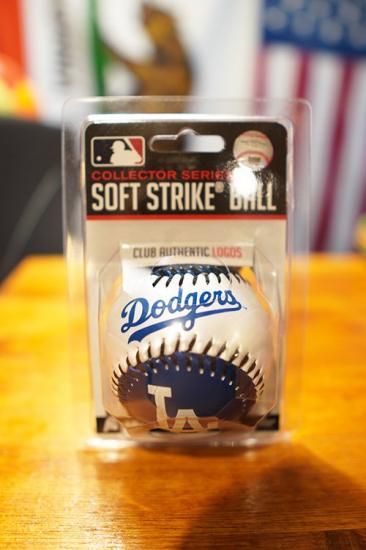 COLLECTOR SERIES
SOFT STRIKE® BALL
CLUB AUTHENTIC LOGOS
Dodgers
LA